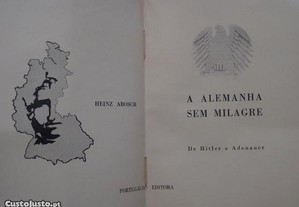 HEINZ ABOSCH
PORTUGÁLIA EDITORA
A ALEMANHA
SEM MILAGRE
De Hitler a Adenauer
CustoJusto.pt